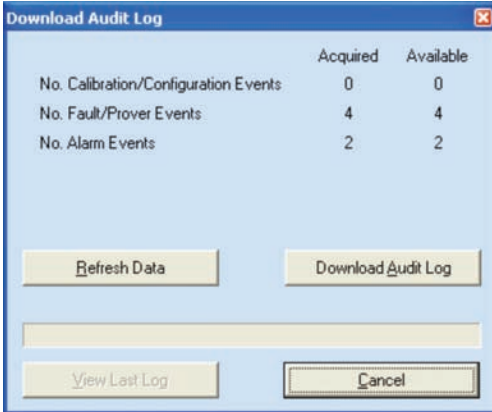 Download Audit Log
Acquired Available
No. Calibration/Configuration Events 0 0
No. Fault/Prover Events 4 4
No. Alarm Events 2 2
Refresh Data Download Audit Log
View Last Log Cancel